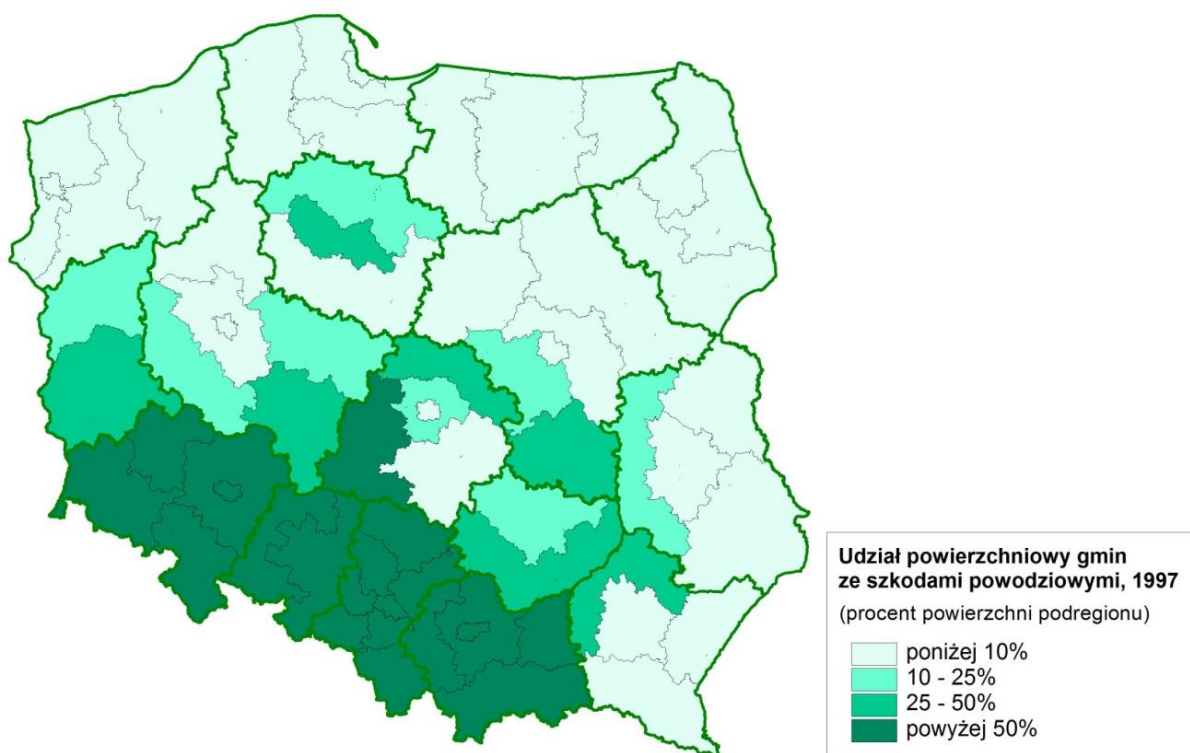 Udział powierzchniowy gmin
ze szkodami powodziowymi, 1997
(procent powierzchni podregionu)
poniżej 10%
10 - 25%
25 - 50%
powyżej 50%